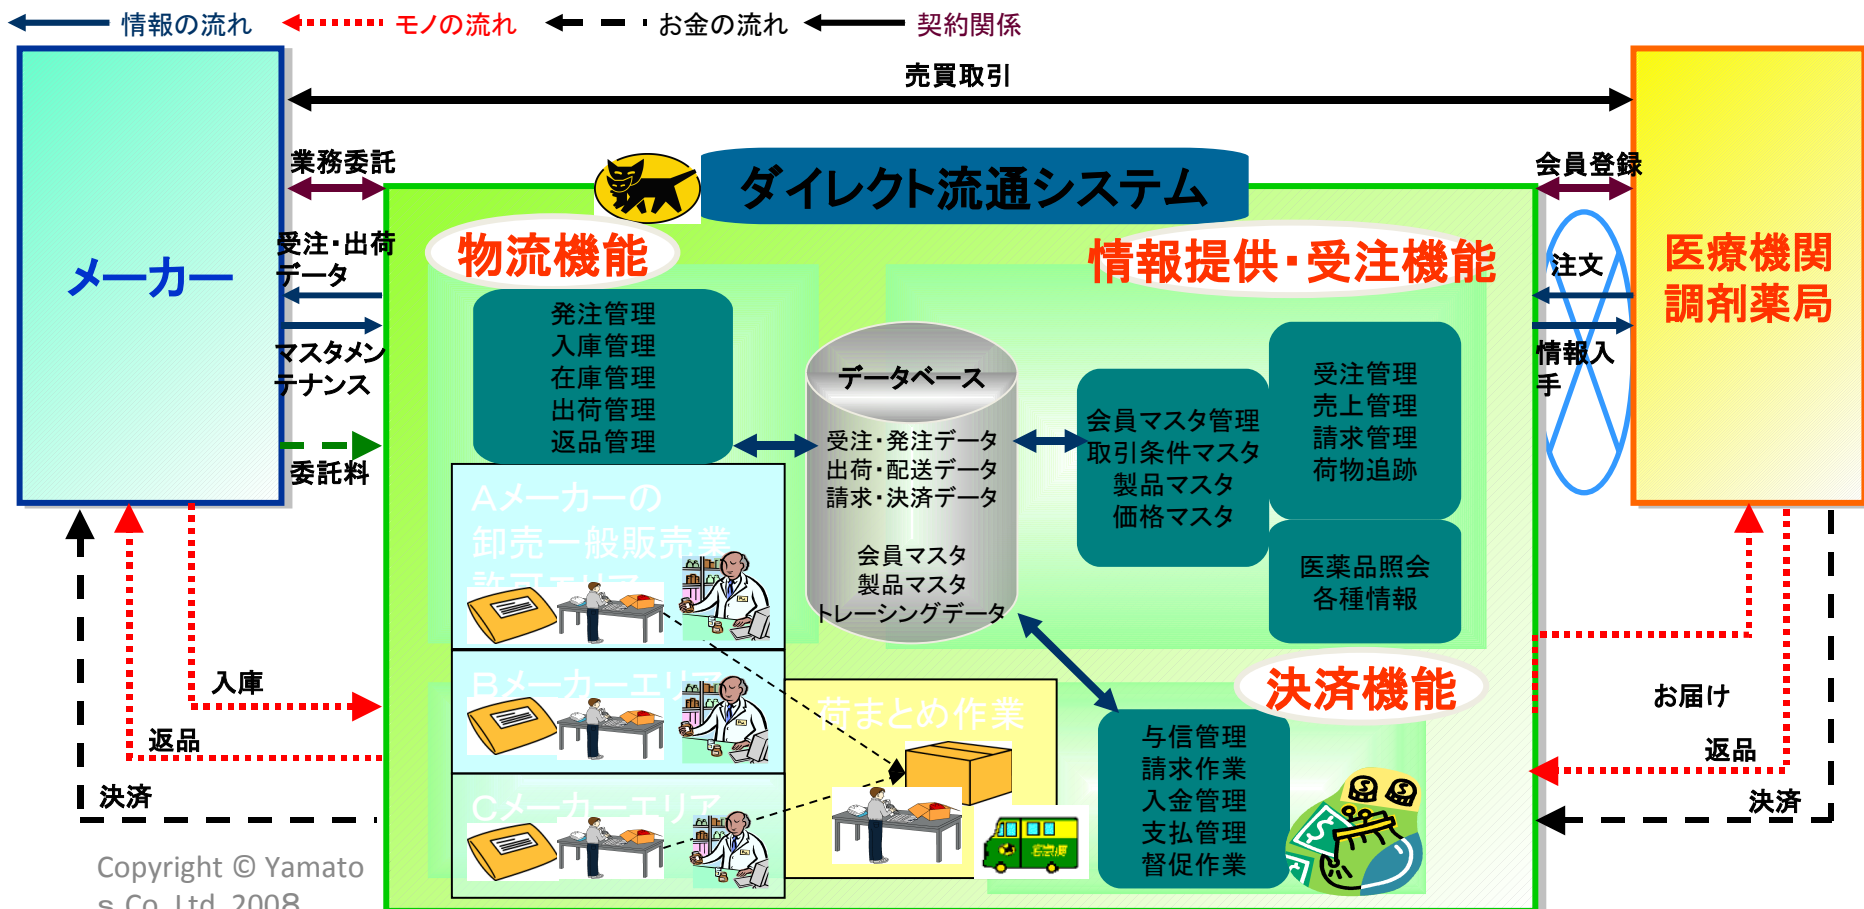 情報の流れ
モノの流れ
お金の流れ
契約関係
売買取引
業務委託
ダイレクト流通システム
会員登録
メーカー
受注・出荷
データ
物流機能
情報提供・受注機能
注文
医療機関
調剤薬局
マスタメン
テナンス
情報入
手
委託料
発注管理
入庫管理
在庫管理
出荷管理
返品管理
データベース
受注・発注データ
出荷・配送データ
請求・決済データ
会員マスタ
製品マスタ
トレーシングデータ
会員マスタ管理
取引条件マスタ
製品マスタ
価格マスタ
受注管理
売上管理
請求管理
荷物追跡
医薬品照会
各種情報
Aメーカーの
卸売一般販売業
許可エリア
Bメーカーエリア
Cメーカーエリア
荷まとめ作業
宅急便
決済機能
与信管理
請求作業
入金管理
支払管理
督促作業
入庫
返品
決済
お届け
返品
決済
Copyright © Yamato
s Co.,Ltd. 2008